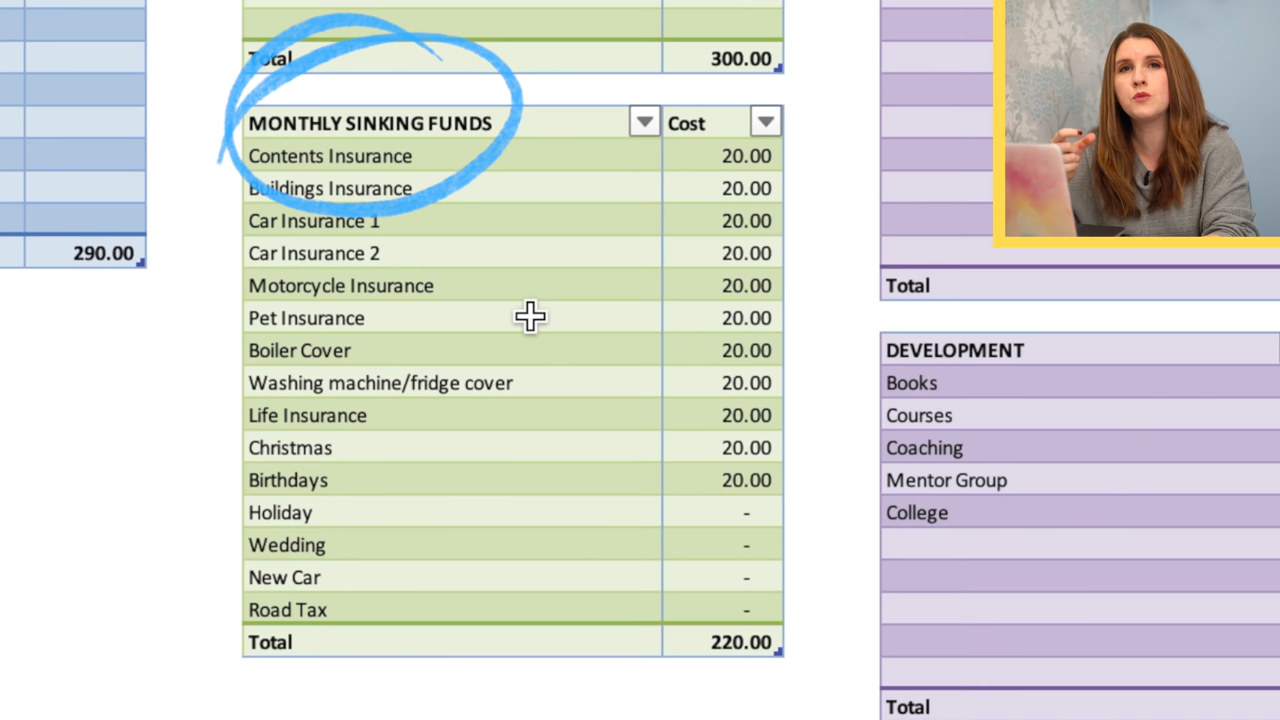 Total 300.00
MONTHLY SINKING FUNDS Cost
Contents Insurance 20.00
Buildings Insurance 20.00
Car Insurance 1 20.00
Car Insurance 2 20.00
Motorcycle Insurance 20.00
Pet Insurance 20.00
Boiler Cover 20.00
Washing machine/fridge cover 20.00
Life Insurance 20.00
Christmas 20.00
Birthdays 20.00
Holiday -
Wedding -
New Car -
Road Tax -
Total 220.00
290.00
Total
DEVELOPMENT
Books
Courses
Coaching
Mentor Group
College
Total